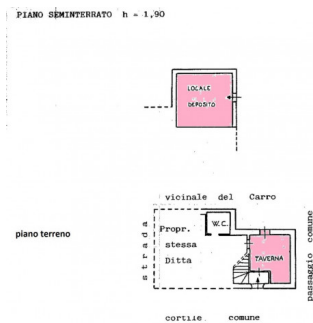 PIANO SEMINTERRATO h = 1,90
LOCALE
DEPOSITO
vicinale del Carro
strada
Propr.
stessa
Ditta
W.C.
TAVERNA
passaggio comune
piano terreno
cortile comune